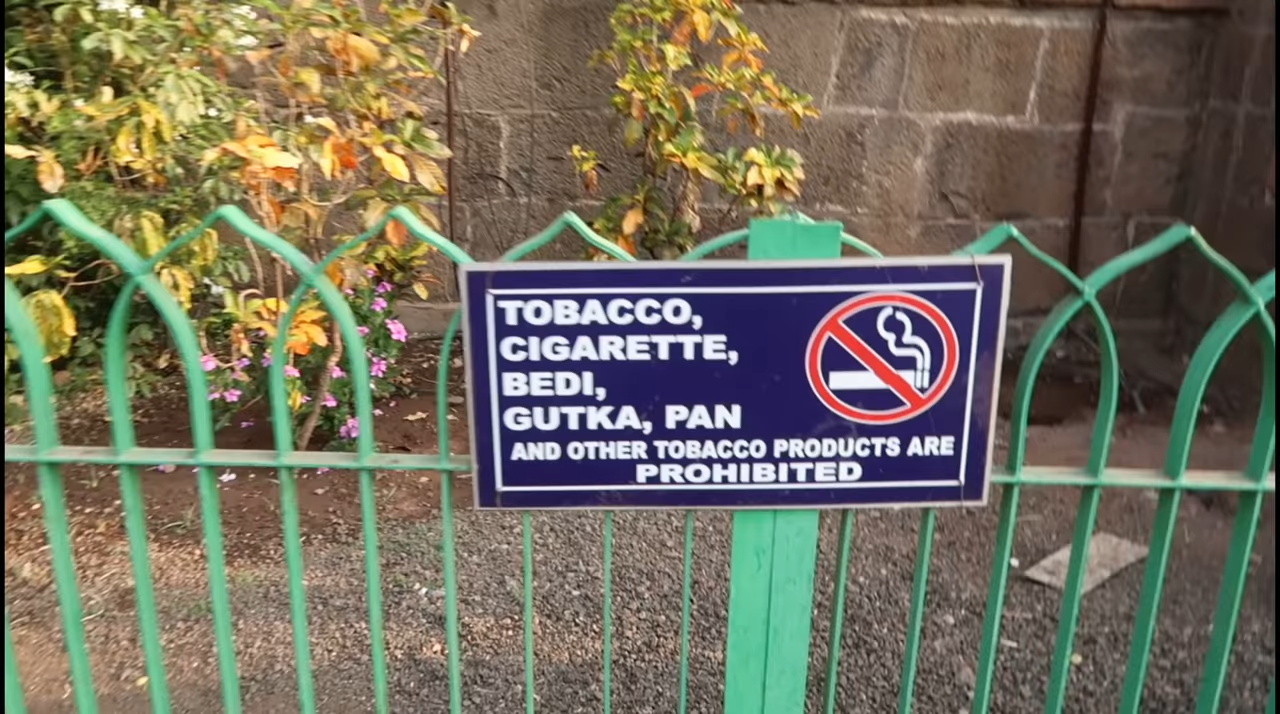 TOBACCO,
CIGARETTE,
BEDI,
GUTKA, PAN
AND OTHER TOBACCO PRODUCTS ARE
PROHIBITED